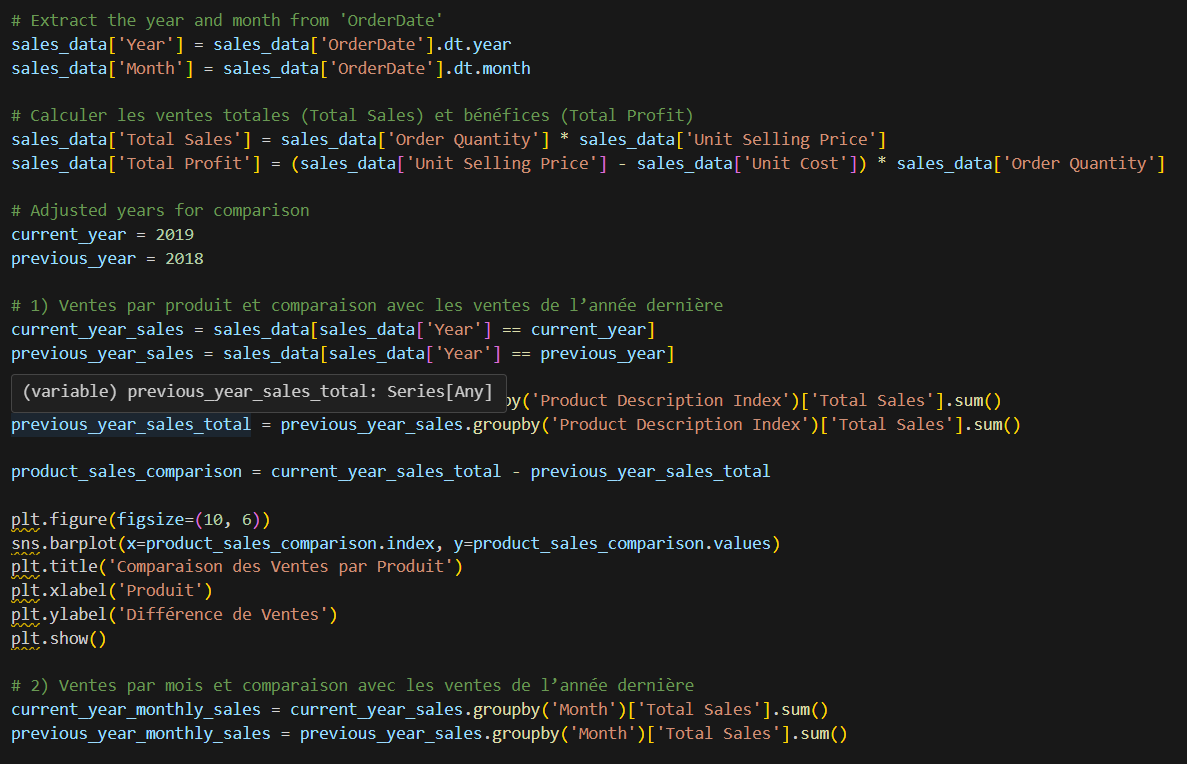 # Extract the year and month from 'OrderDate'
sales_data['Year'] = sales_data['OrderDate'].dt.year
sales_data['Month'] = sales_data['OrderDate'].dt.month
# Calculer les ventes totales (Total Sales) et bénéfices (Total Profit)
sales_data['Total Sales'] = sales_data['Order Quantity'] * sales_data['Unit Selling Price']
sales_data['Total Profit'] = (sales_data['Unit Selling Price'] - sales_data['Unit Cost']) * sales_data['Order Quantity']
# Adjusted years for comparison
current_year = 2019
previous_year = 2018
# 1) Ventes par produit et comparaison avec les ventes de l’année dernière
current_year_sales = sales_data[sales_data['Year'] == current_year]
previous_year_sales = sales_data[sales_data['Year'] == previous_year]
(variable) previous_year_sales_total: Series[Any]
by('Product Description Index')['Total Sales'].sum()
previous_year_sales_total = previous_year_sales.groupby('Product Description Index')['Total Sales'].sum()
product_sales_comparison = current_year_sales_total - previous_year_sales_total
plt.figure(figsize=(10, 6))
sns.barplot(x=product_sales_comparison.index, y=product_sales_comparison.values)
plt.title('Comparaison des Ventes par Produit')
plt.xlabel('Produit')
plt.ylabel('Différence de Ventes')
plt.show()
# 2) Ventes par mois et comparaison avec les ventes de l’année dernière
current_year_monthly_sales = current_year_sales.groupby('Month')['Total Sales'].sum()
previous_year_monthly_sales = previous_year_sales.groupby('Month')['Total Sales'].sum()